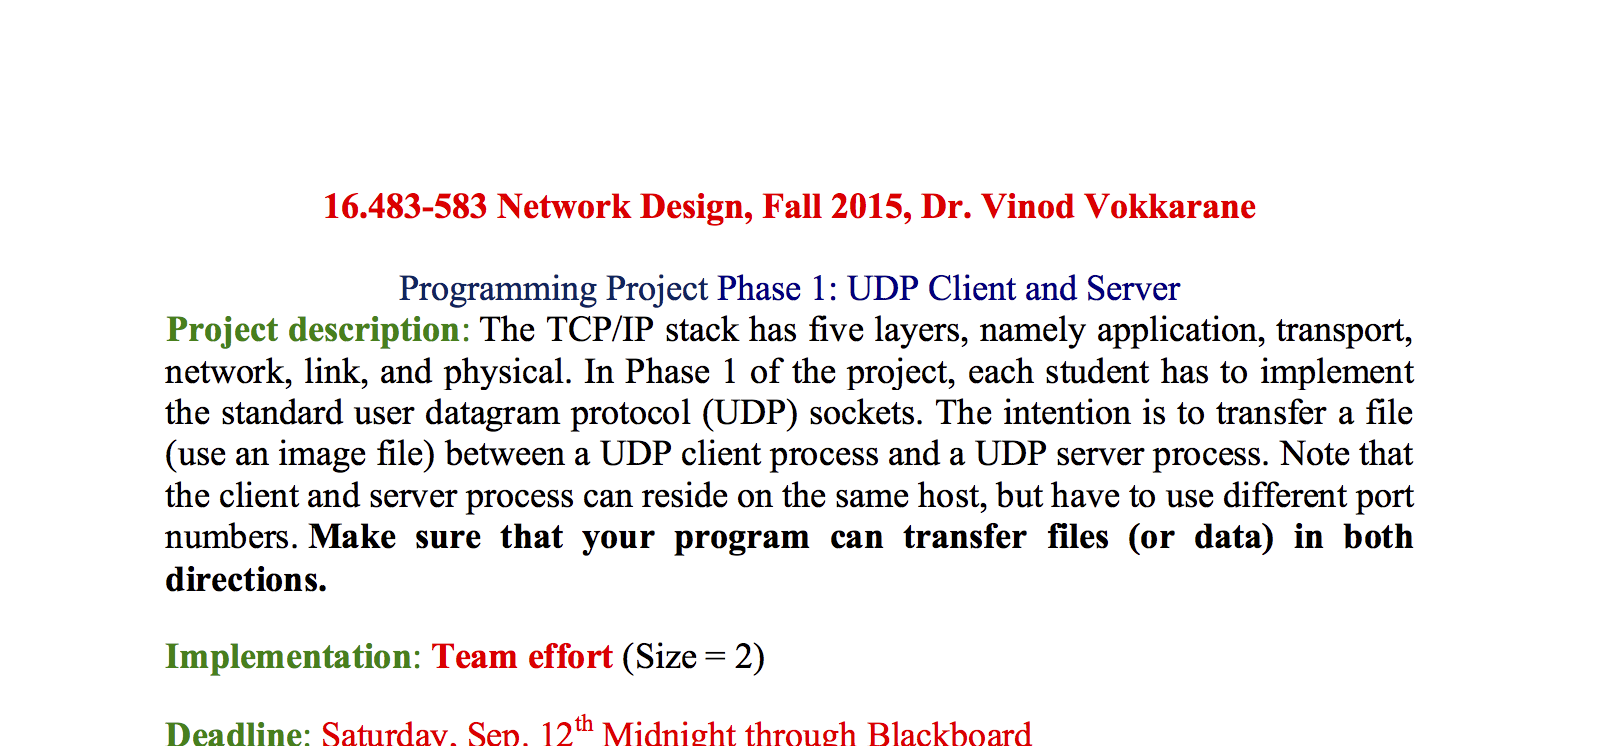 16.483-583 Network Design, Fall 2015, Dr. Vinod Vokkarane
Programming Project Phase 1: UDP Client and Server
Project description: The TCP/IP stack has five layers, namely application, transport,
network, link, and physical. In Phase 1 of the project, each student has to implement
the standard user datagram protocol (UDP) sockets. The intention is to transfer a file
(use an image file) between a UDP client process and a UDP server process. Note that
the client and server process can reside on the same host, but have to use different port
numbers. Make sure that your program can transfer files (or data) in both
directions.
Implementation: Team effort (Size = 2)
Deadline: Saturday, Sep. 12th Midnight through Blackboard